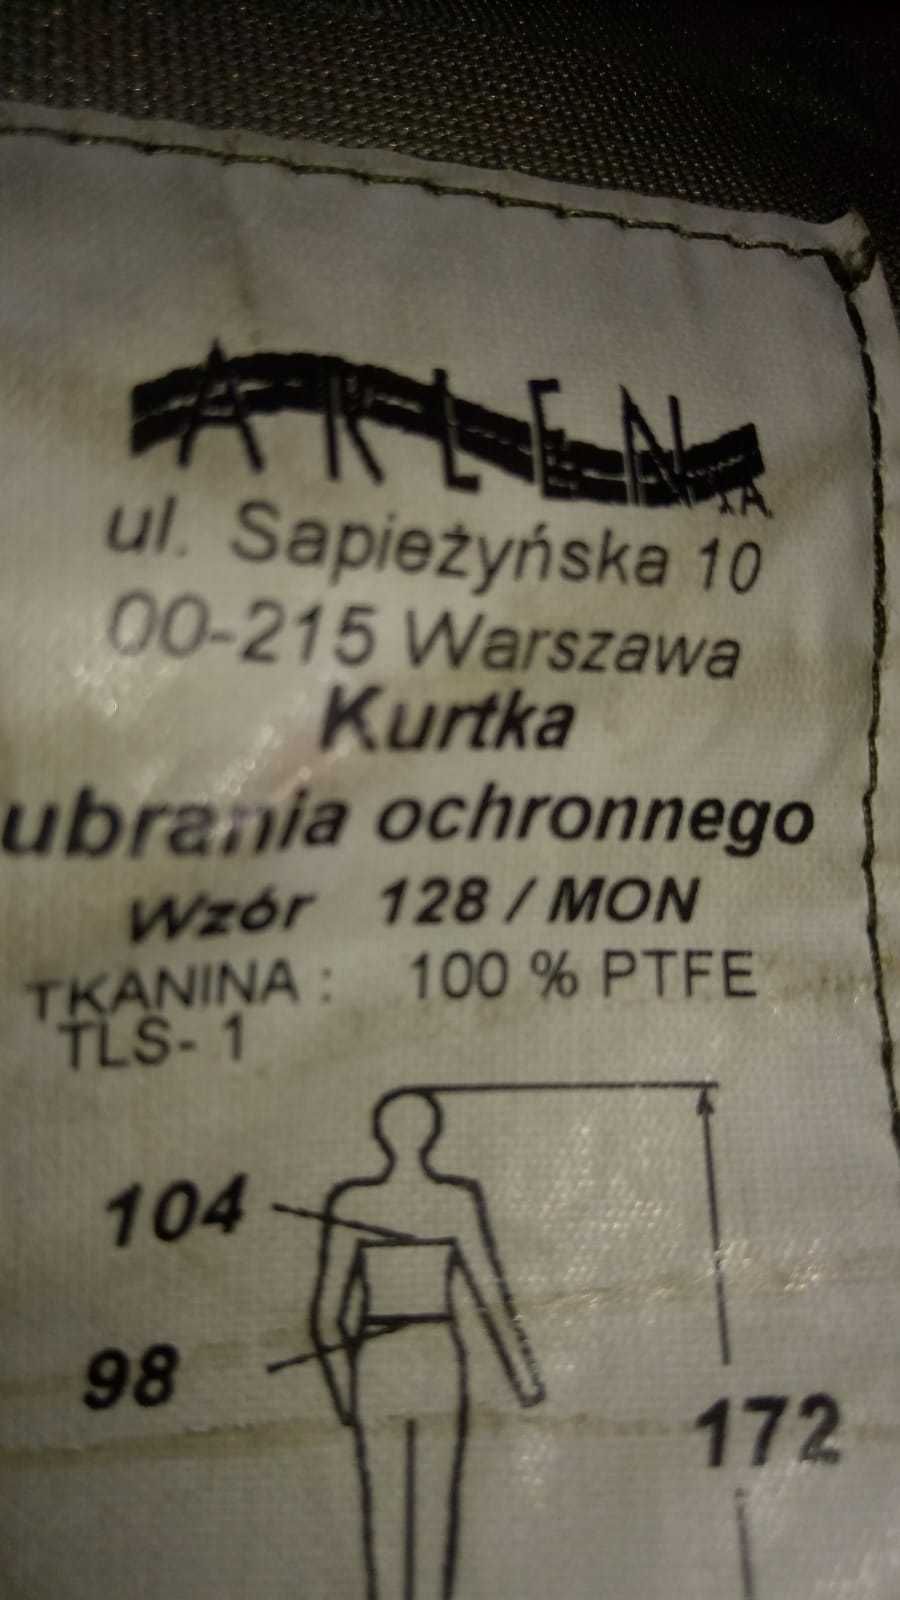 ARLEN S.A.
ul. Sapieżyńska 10
00-215 Warszawa
Kurtka
ubrania ochronnego
Wzór 128 / MON
TKANINA : 100 % PTFE
TLS- 1
104
98
172